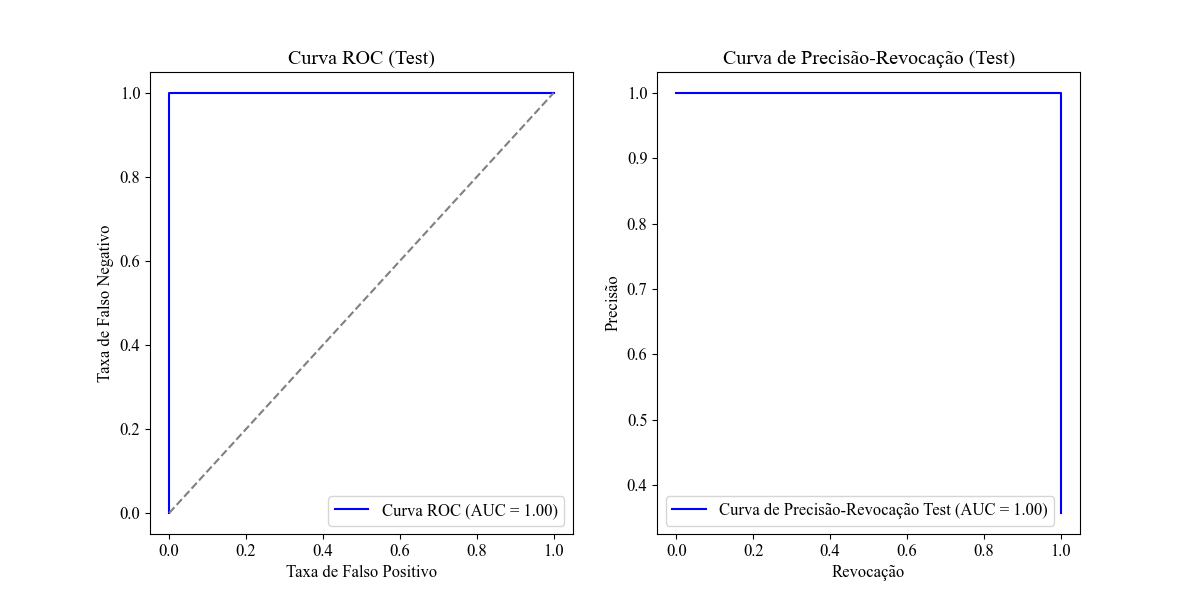 Curva ROC (Test)
Taxa de Falso Negativo
1.0
0.8
0.6
0.4
0.2
0.0
Curva ROC (AUC = 1.00)
0.0 0.2 0.4 0.6 0.8 1.0
Taxa de Falso Positivo
Curva de Precisão-Revocação (Test)
Precisão
1.0
0.9
0.8
0.7
0.6
0.5
0.4
Curva de Precisão-Revocação Test (AUC = 1.00)
0.0 0.2 0.4 0.6 0.8 1.0
Revocação